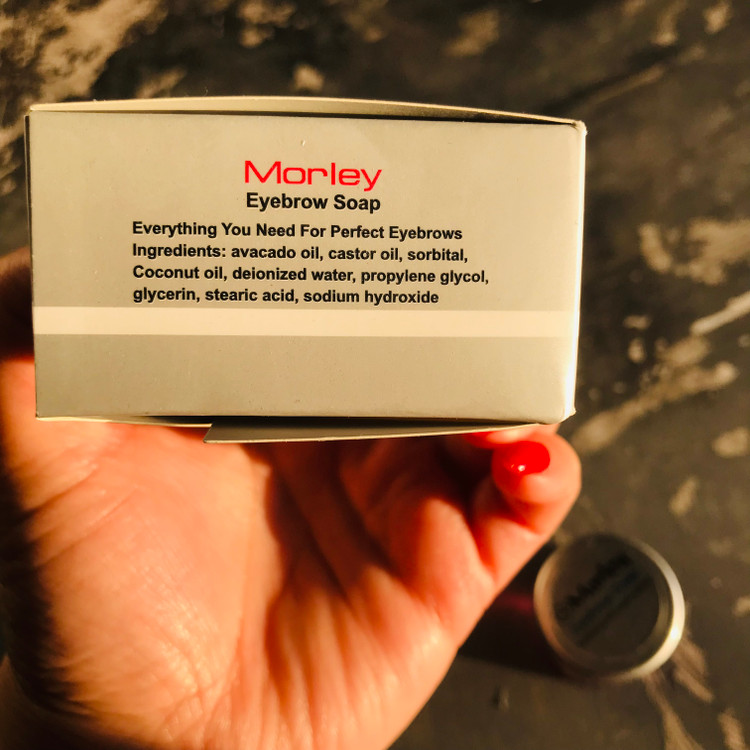 Morley
Eyebrow Soap
Everything You Need For Perfect Eyebrows
Ingredients: avacado oil, castor oil, sorbital,
Coconut oil, deionized water, propylene glycol,
glycerin, stearic acid, sodium hydroxide
Morley